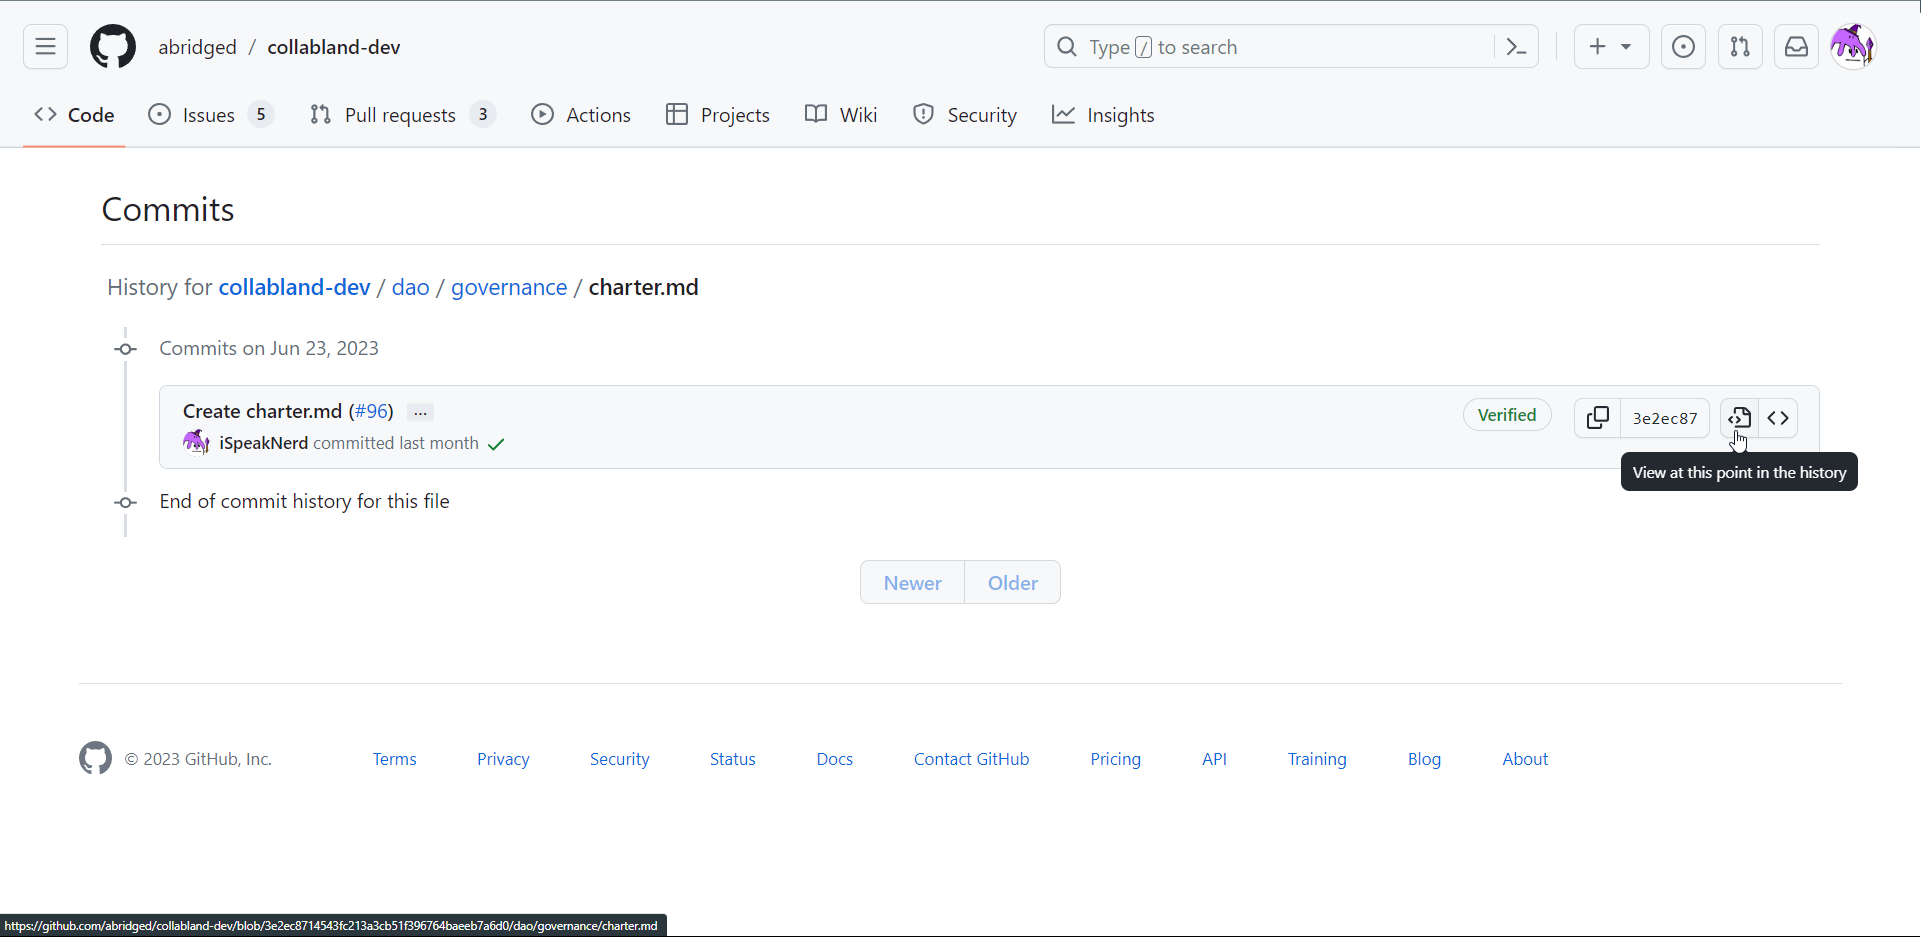 abridged / collabland-dev
Type / to search
Code
Issues 5
Pull requests 3
Actions
Projects
Wiki
Security
Insights
Commits
History for collabland-dev / dao / governance / charter.md
Commits on Jun 23, 2023
Create charter.md (#96) ...
iSpeakNerd committed last month
Verified
3e2ec87
View at this point in the history
End of commit history for this file
Newer
Older
© 2023 GitHub, Inc.
Terms
Privacy
Security
Status
Docs
Contact GitHub
Pricing
API
Training
Blog
About
https://github.com/abridged/collabland-dev/blob/3e2ec8714543fc213a3cb51f396764baeeb7a6d0/dao/governance/charter.md